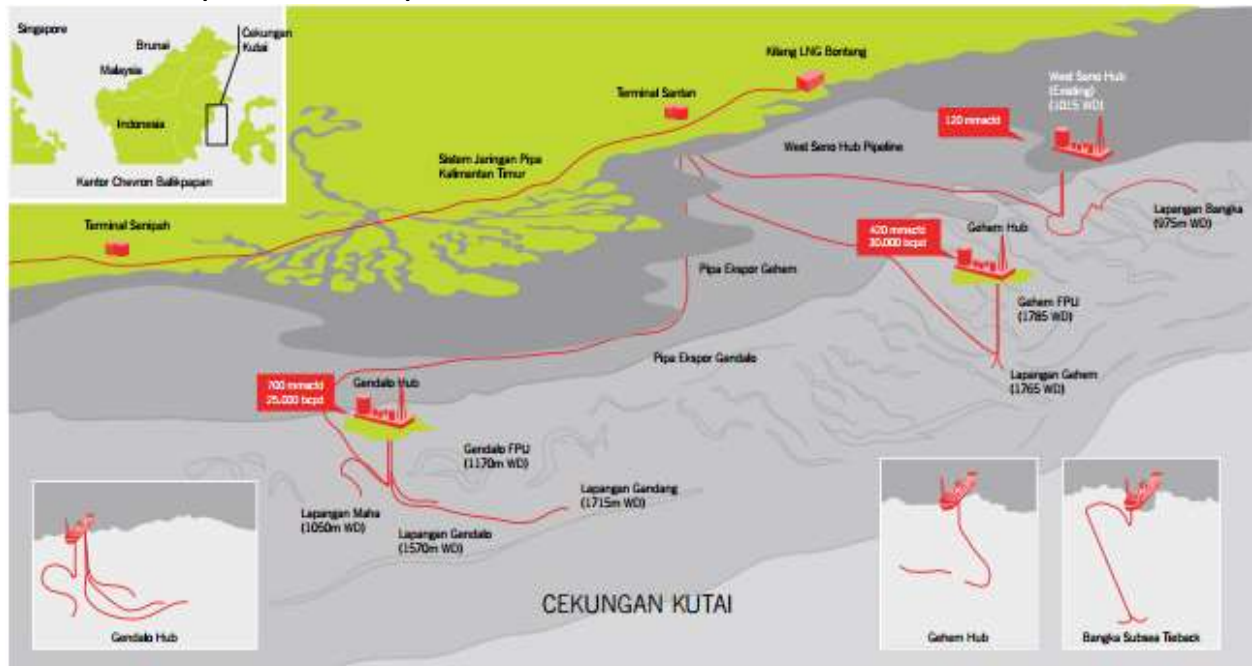 Singapore
Brunai
Cekungan
Kutai
Malaysia
Indonesia
Kantor Chevron Balikpapan
Kilang LNG Bontang
Terminal Santan
West Seno Hub
(Existing)
(1015 WD)
120 mmscfd
Sistem Jaringan Pipa
Kalimantan Timur
West Seno Hub Pipeline
Terminal Senipah
Lapangan Bangka
(975m WD)
420 mmscfd
30.000 bcpd
Gehem Hub
Pipa Ekspor Gehem
Gehem FPU
(1785 WD)
Pipa Ekspor Gendalo
Lapangan Gehem
(1765 WD)
700 mmscfd
25.000 bcpd
Gendalo Hub
Gendalo FPU
(1170m WD)
Lapangan Gandang
(1715m WD)
Lapangan Maha
(1050m WD)
Lapangan Gendalo
(1570m WD)
CEKUNGAN KUTAI
Gendalo Hub
Gehem Hub
Bangka Subsea Tieback